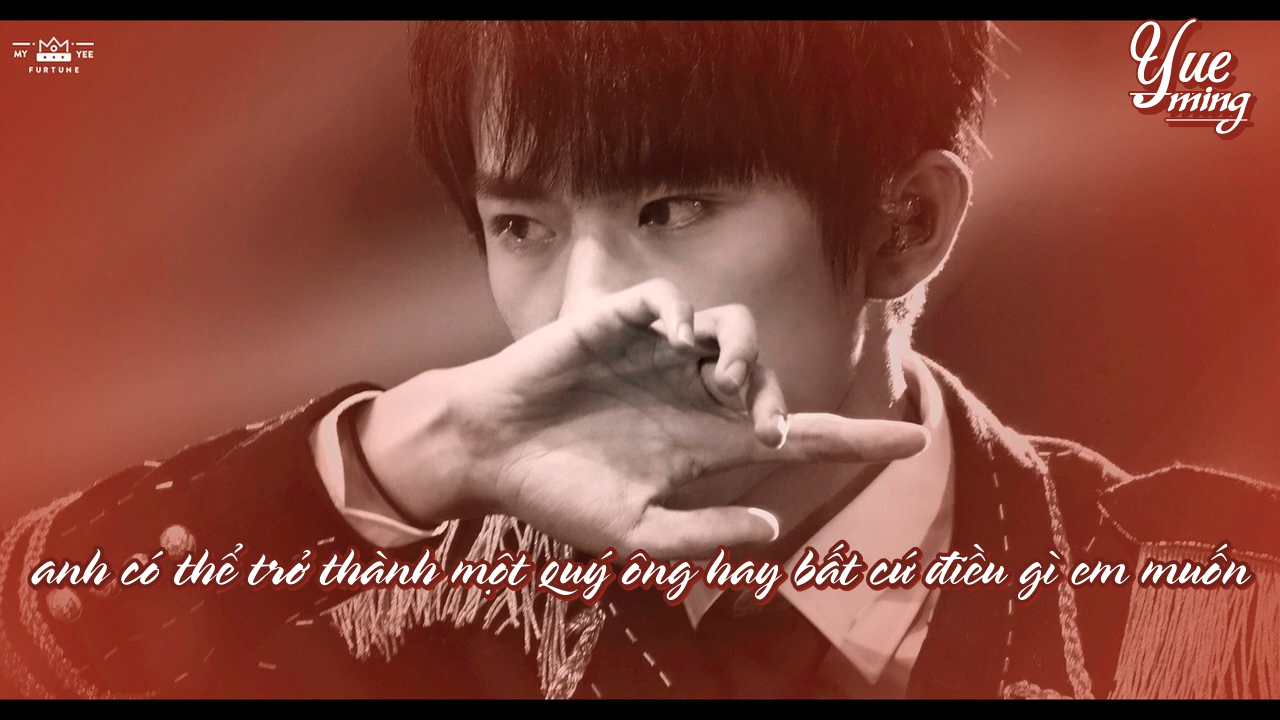 MY YEE
FURTUNE
Yue
ming
anh có thể trở thành một quý ông hay bất cứ điều gì em muốn